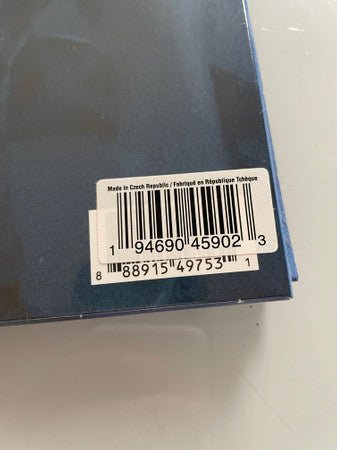 Made in Czech Republic / Fabriqué en République Tchèque
1 94690 45902 3
8 88915 49753 1